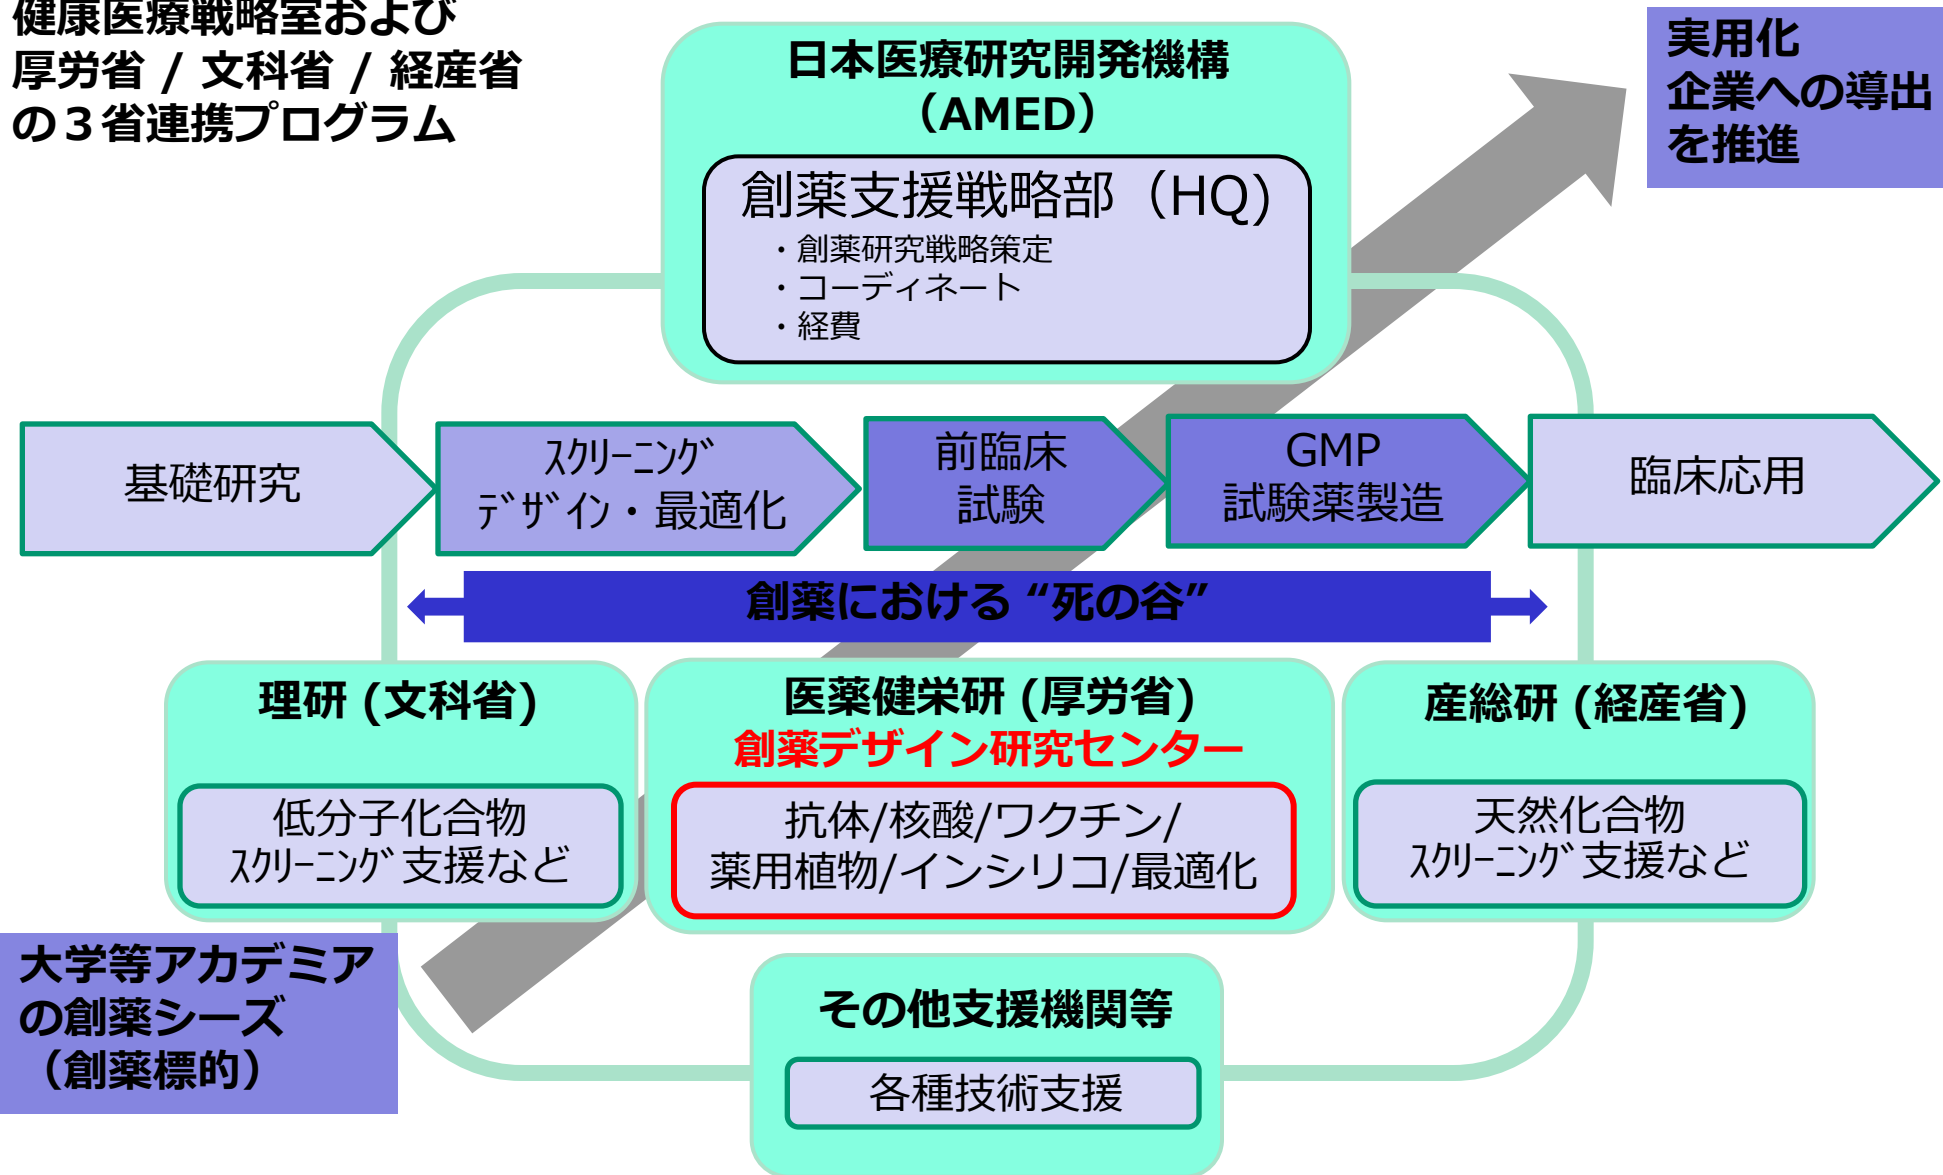 健康医療戦略室および
厚労省 / 文科省 / 経産省
の３省連携プログラム
日本医療研究開発機構
（AMED）
創薬支援戦略部（HQ)
・創薬研究戦略策定
・コーディネート
・経費
実用化
企業への導出
を推進
基礎研究
ｽｸﾘｰﾆﾝｸﾞ
ﾃﾞｻﾞｲﾝ・最適化
前臨床
試験
GMP
試験薬製造
臨床応用
創薬における “死の谷”
理研 (文科省)
低分子化合物
ｽｸﾘｰﾆﾝｸﾞ支援など
医薬健栄研 (厚労省)
創薬デザイン研究センター
抗体/核酸/ワクチン/
薬用植物/インシリコ/最適化
産総研 (経産省)
天然化合物
ｽｸﾘｰﾆﾝｸﾞ支援など
大学等アカデミア
の創薬シーズ
（創薬標的）
その他支援機関等
各種技術支援